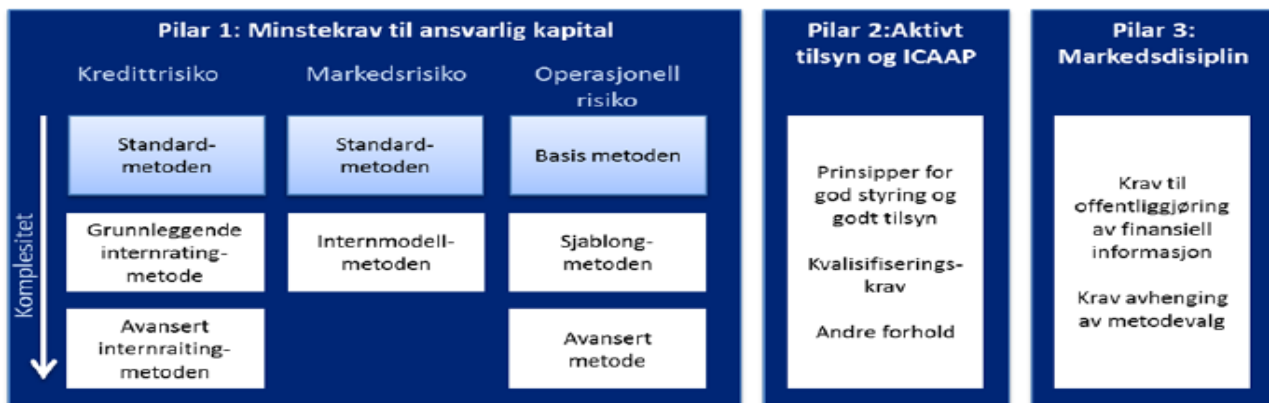 Pilar 1: Minstekrav til ansvarlig kapital
Kredittrisiko
Markedsrisiko
Operasjonell
risiko
Komplesitet
Standard-
metoden
Standard-
metoden
Basis metoden
Grunnleggende
internrating-
metode
Internmodell-
metoden
Sjablong-
metoden
Avansert
internraiting-
metoden
Avansert
metode
Pilar 2:Aktivt
tilsyn og ICAAP
Prinsipper for
god styring og
godt tilsyn
Kvalisifiserings-
krav
Andre forhold
Pilar 3:
Markedsdisiplin
Krav til
offentliggjøring
av finansiell
informasjon
Krav avhenging
av metodevalg